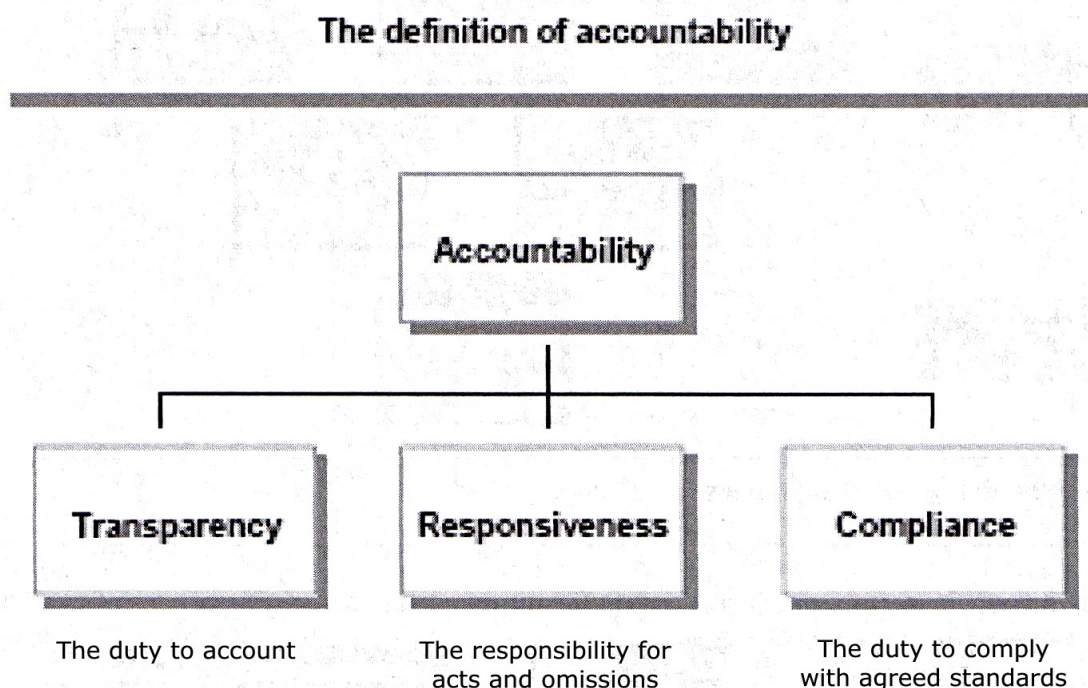 The definition of accountability
Accountability
Transparency
Responsiveness
Compliance
The duty to account
The responsibility for
acts and omissions
The duty to comply
with agreed standards